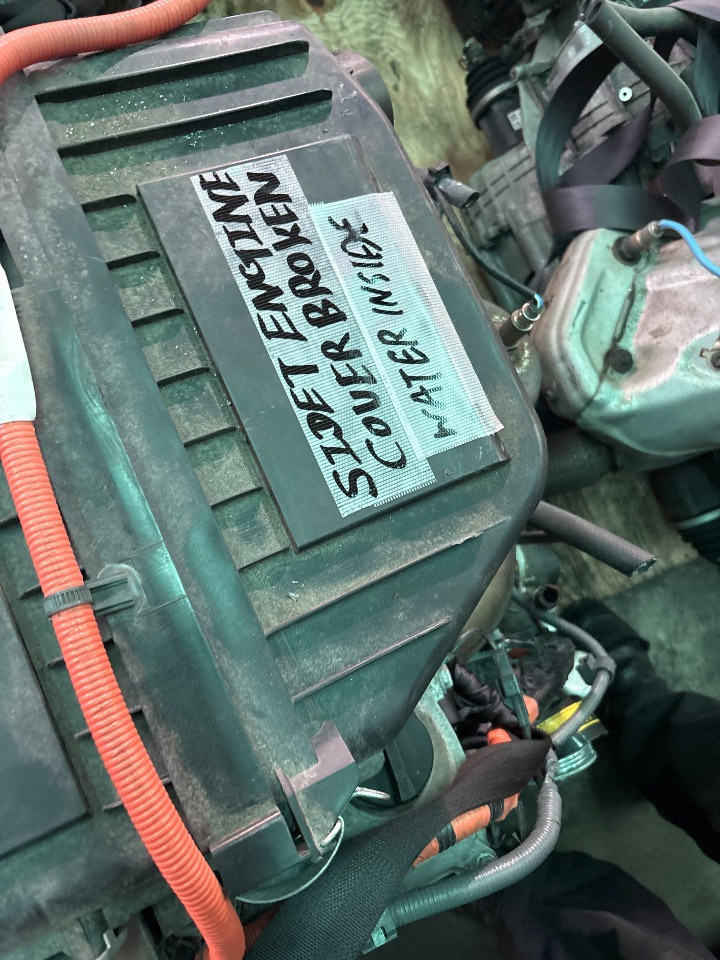 SIDET ENGINE
COVER BROKEN
WATER INSIDE